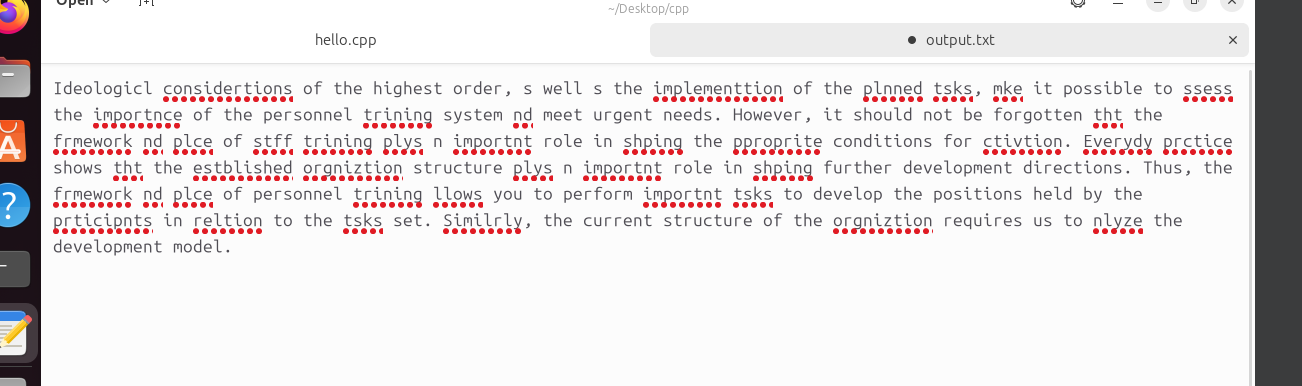 Open
~/Desktop/cpp
hello.cpp
output.txt
Ideologicl considertions of the highest order, s well s the implementtion of the plnned tsks, mke it possible to ssess
the importnce of the personnel trining system nd meet urgent needs. However, it should not be forgotten tht the
frmework nd plce of stff trining plys n importnt role in shping the pproprite conditions for ctivtion. Everydy prctice
shows tht the estblished orgniztion structure plys n importnt role in shping further development directions. Thus, the
frmework nd plce of personnel trining llows you to perform importnt tsks to develop the positions held by the
prticipnts in reltion to the tsks set. Similrly, the current structure of the orgniztion requires us to nlyze the
development model.